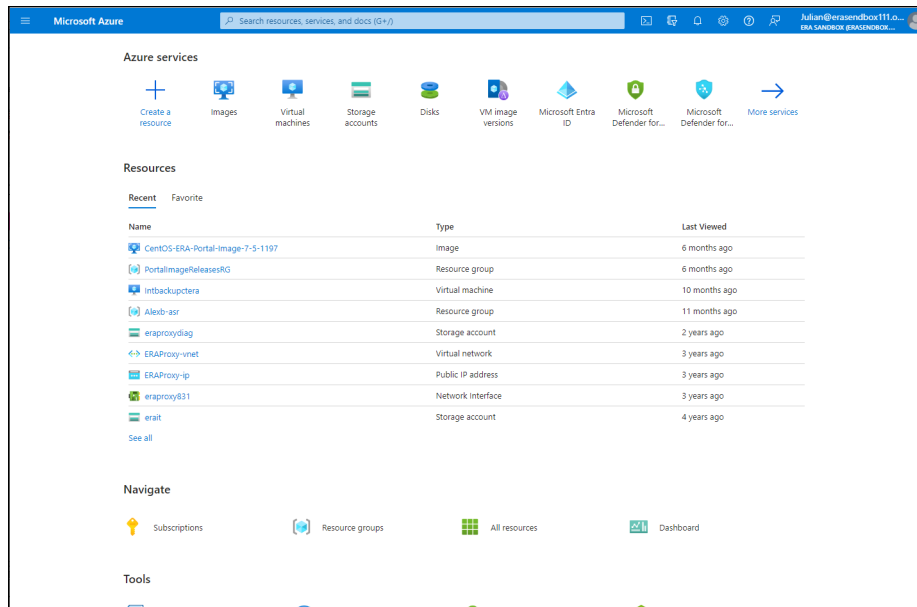 Microsoft Azure
Search resources, services, and docs (G+/)
Julian@erasendbox111.o...
ERA SANDBOX (ERASENDBOX...
Azure services
Create a resource
Images
Virtual machines
Storage accounts
Disks
VM image versions
Microsoft Entra ID
Microsoft Defender for...
Microsoft Defender for...
More services
Resources
Recent Favorite
Name Type Last Viewed
CentOS-ERA-Portal-Image-7-5-1197 Image 6 months ago
PortalImageReleasesRG Resource group 6 months ago
Intbackupctera Virtual machine 10 months ago
Alexb-asr Resource group 11 months ago
eraproxydiag Storage account 2 years ago
ERAProxy-vnet Virtual network 3 years ago
ERAProxy-ip Public IP address 3 years ago
eraproxy831 Network Interface 3 years ago
erait Storage account 4 years ago
See all
Navigate
Subscriptions Resource groups All resources Dashboard
Tools